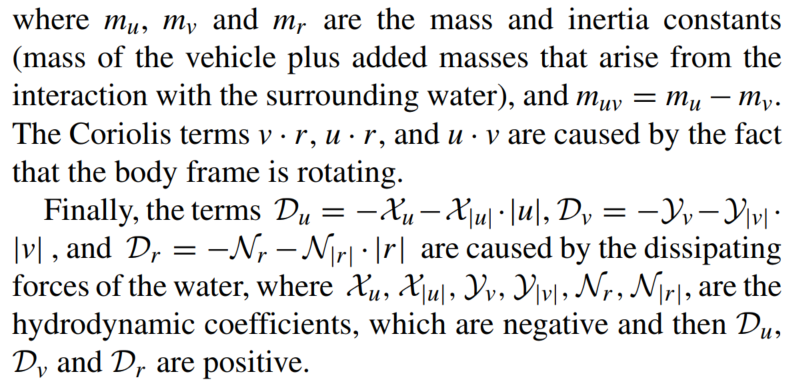 where m_u, m_v and m_r are the mass and inertia constants
(mass of the vehicle plus added masses that arise from the
interaction with the surrounding water), and m_{uv} = m_u − m_v.
The Coriolis terms v · r, u · r, and u · v are caused by the fact
that the body frame is rotating.
Finally, the terms 𝒟_u = −𝒳_u−𝒳_{|u|}·|u|, 𝒟_v = −𝒴_v−𝒴_{|v|}·
|v| , and 𝒟_r = −𝒩_r −𝒩_{|r|}·|r| are caused by the dissipating
forces of the water, where 𝒳_u, 𝒳_{|u|}, 𝒴_v, 𝒴_{|v|}, 𝒩_r, 𝒩_{|r|}, are the
hydrodynamic coefficients, which are negative and then 𝒟_u,
𝒟_v and 𝒟_r are positive.